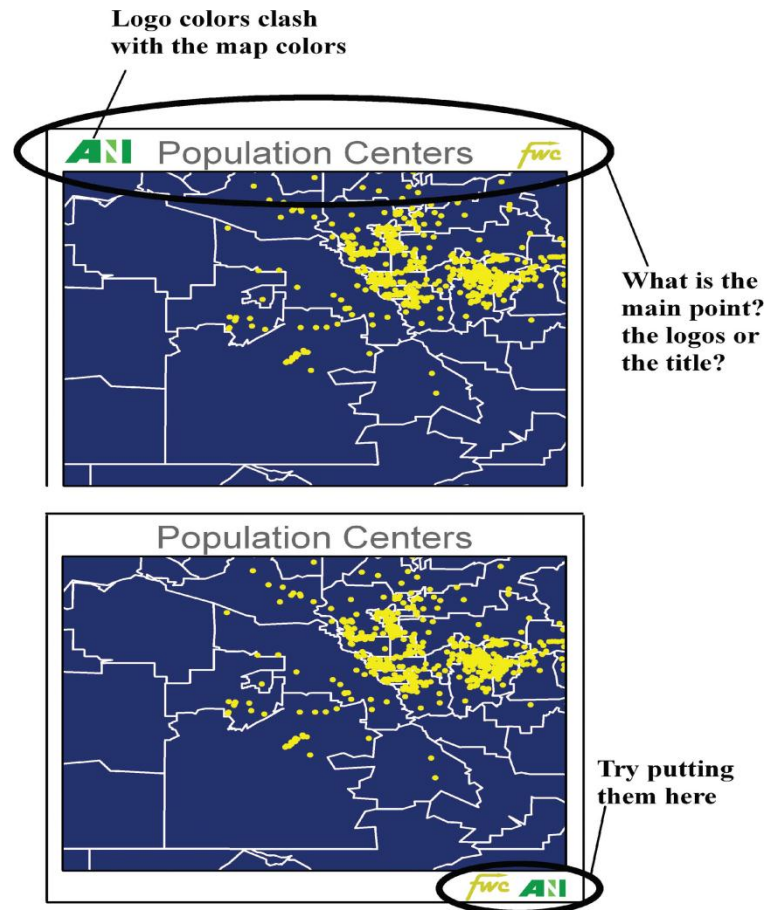 Logo colors clash
with the map colors
ANI Population Centers fwc
What is the
main point?
the logos or
the title?
Population Centers
Try putting
them here
fwc ANI